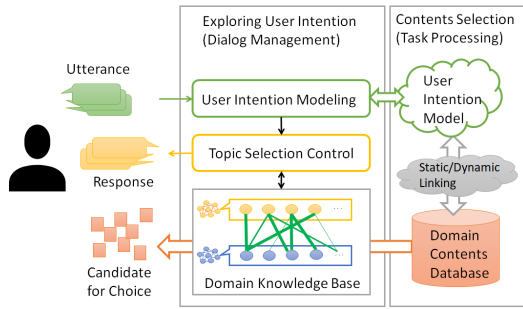 Exploring User Intention
(Dialog Management)
Contents Selection
(Task Processing)
Utterance
User Intention Modeling
User
Intention
Model
Topic Selection Control
Response
Static/Dynamic
Linking
...
...
Domain Knowledge Base
Candidate
for Choice
Domain
Contents
Database